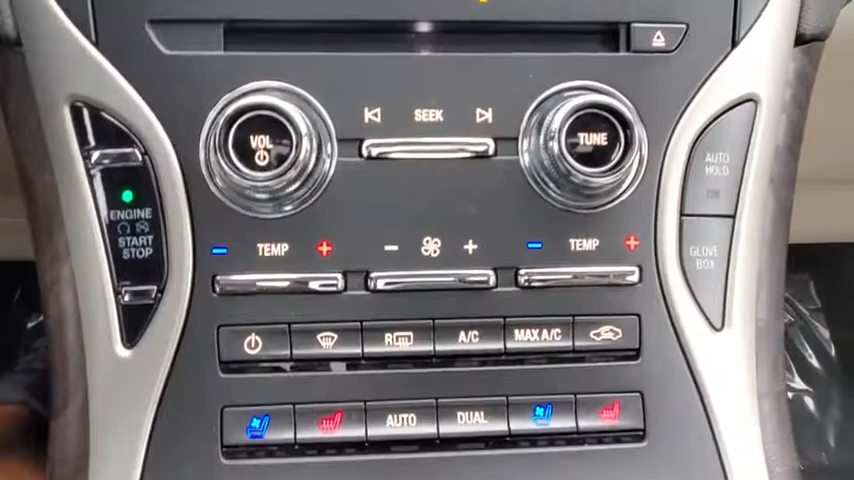 SEEK
VOL
TUNE
AUTO
HOLD
ON
ENGINE
START
STOP
TEMP
TEMP
GLOVE
BOX
R
A/C
MAX A/C
AUTO
DUAL